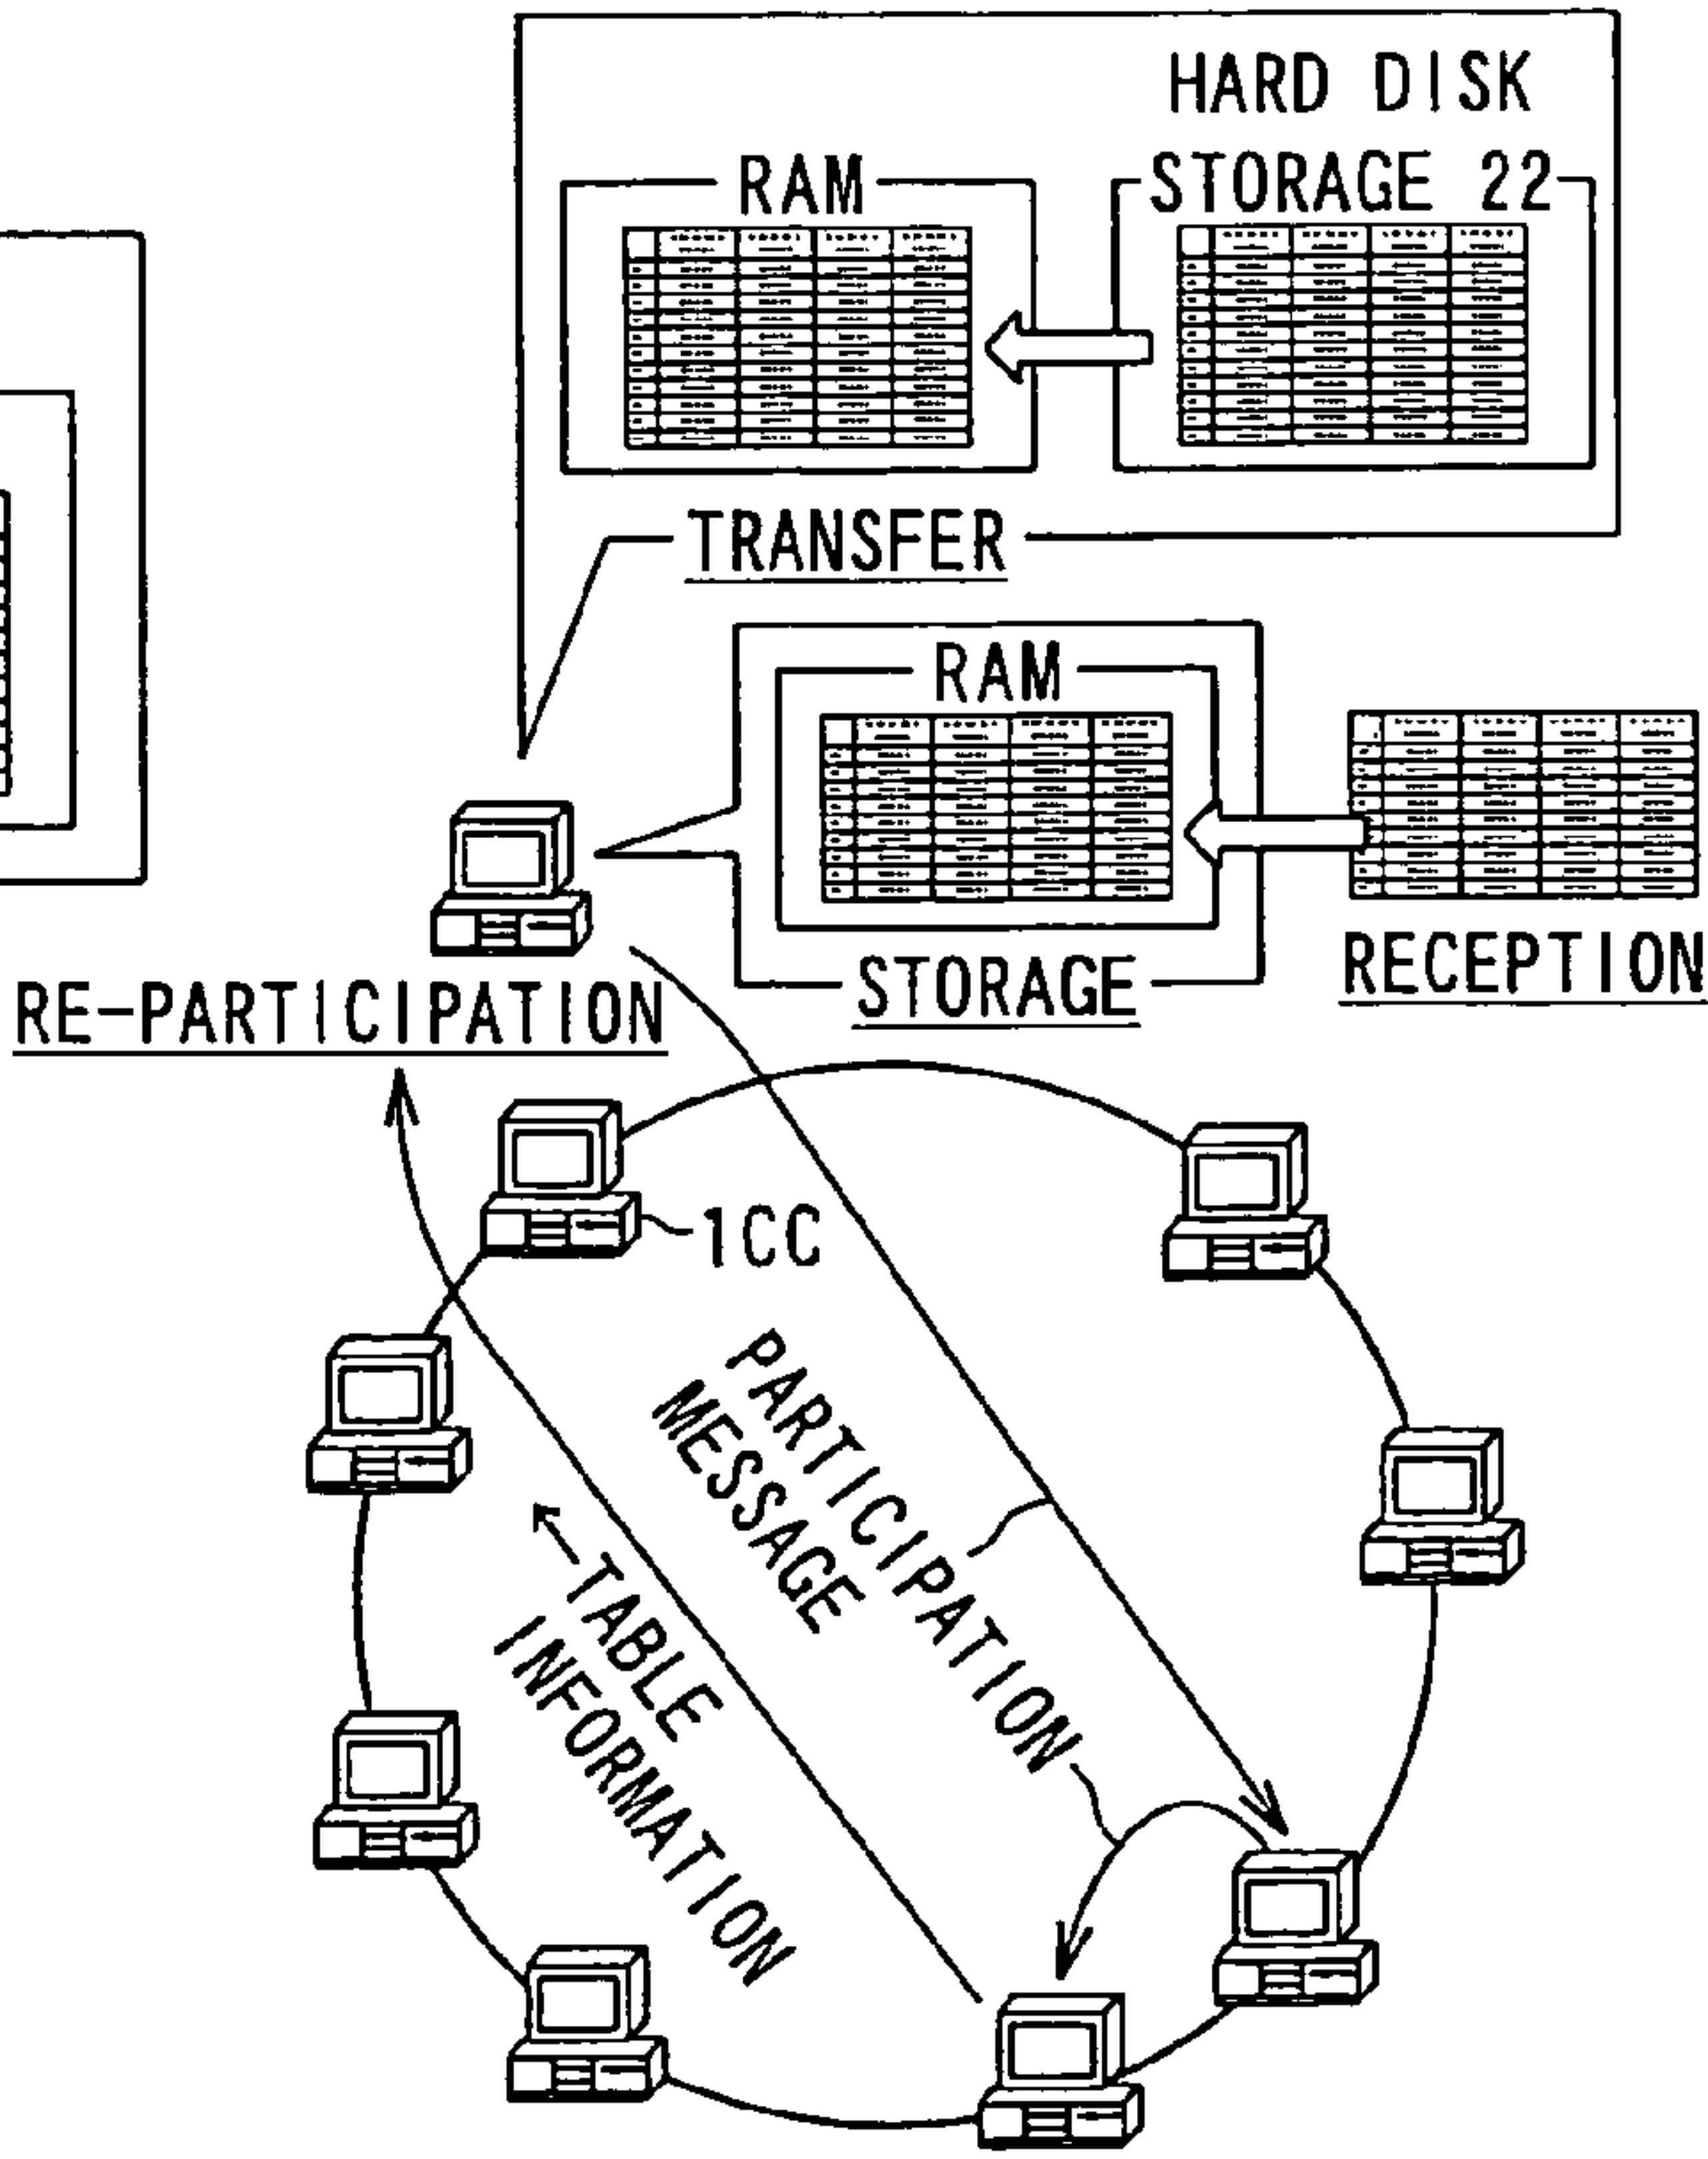 HARD DISK
STORAGE 22
RAM
TRANSFER
RAM
STORAGE
RECEPTION
RE-PARTICIPATION
1CC
PARTICIPATION
MESSAGE
TABLE
INFORMATION